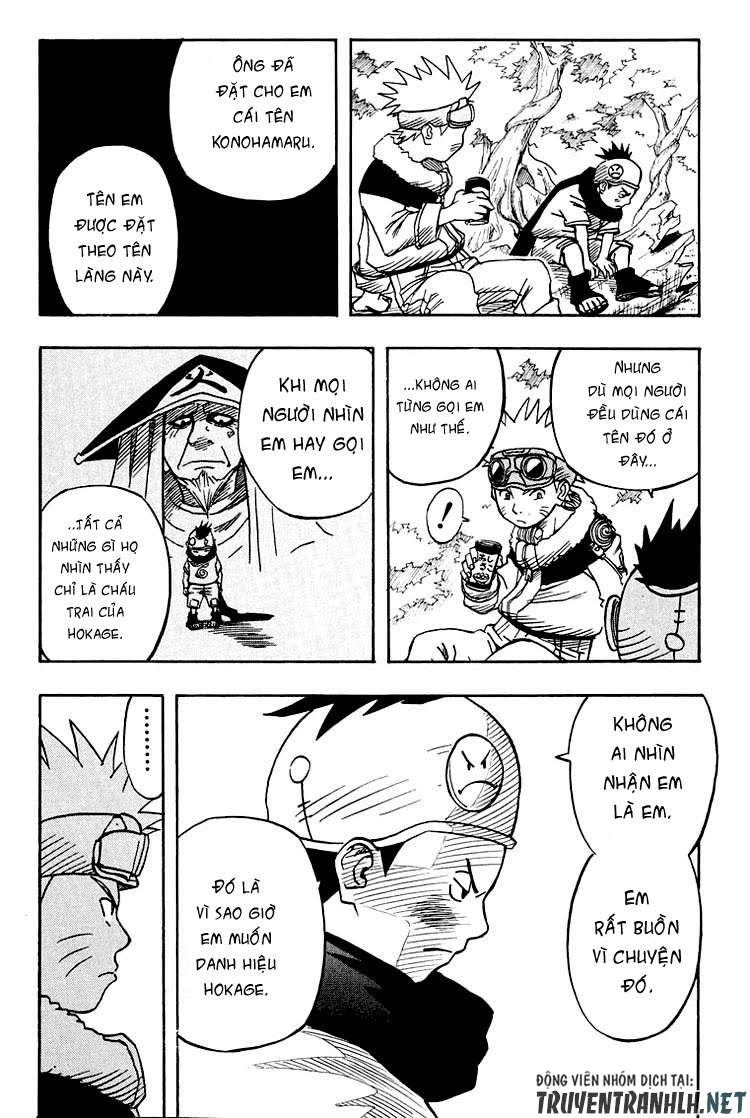 ÔNG ĐÃ
ĐẶT CHO EM
CÁI TÊN
KONOHAMARU.
TÊN EM
ĐƯỢC ĐẶT
THEO TÊN
LÀNG NÀY.
NHƯNG
DÙ MỌI NGƯỜI
ĐỀU DÙNG CÁI
TÊN ĐÓ Ở
ĐÂY...
...KHÔNG AI
TỪNG GỌI EM
NHƯ THẾ.
!
KHI MỌI
NGƯỜI NHÌN
EM HAY GỌI
EM...
火
...TẤT CẢ
NHỮNG GÌ HỌ
NHÌN THẤY
CHỈ LÀ CHÁU
TRAI CỦA
HOKAGE.
KHÔNG
AI NHÌN
NHẬN EM
LÀ EM.
EM
RẤT BUỒN
VÌ CHUYỆN
ĐÓ.
ĐÓ LÀ
VÌ SAO GIỜ
EM MUỐN
DANH HIỆU
HOKAGE.
........
ĐỘNG VIÊN NHÓM DỊCH TẠI:
TRUYENTRANHLH.NET